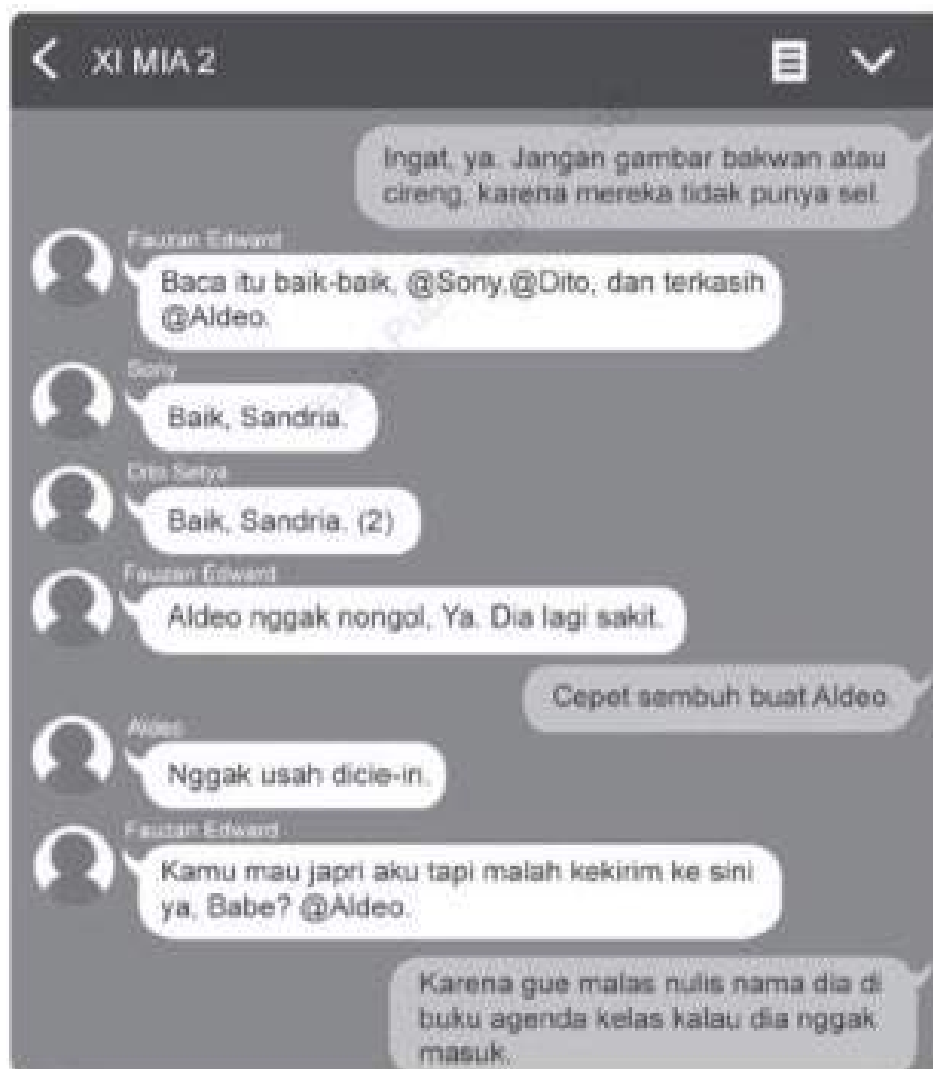 XI MIA 2
Ingat, ya. Jangan gambar bakwan atau
cireng, karena mereka tidak punya sel.
Fauzan Edward
Baca itu baik-baik, @Sony,@Dito, dan terkasih
@Aldeo.
Sony
Baik, Sandria.
Dito Setya
Baik, Sandria. (2)
Fauzan Edward
Aldeo nggak nongol, Ya. Dia lagi sakit.
Cepet sembuh buat Aldeo.
Aldeo
Nggak usah dicie-in.
Fauzan Edward
Kamu mau japri aku tapi malah kekirim ke sini
ya, Babe? @Aldeo.
Karena gue malas nulis nama dia di
buku agenda kelas kalau dia nggak
masuk.